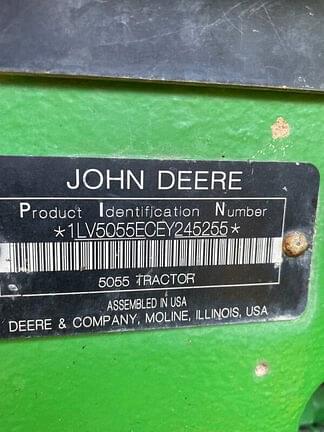 JOHN DEERE
Product Identification Number
*1LV5055ECEY245255*
5055 TRACTOR
ASSEMBLED IN USA
DEERE & COMPANY, MOLINE, ILLINOIS, USA